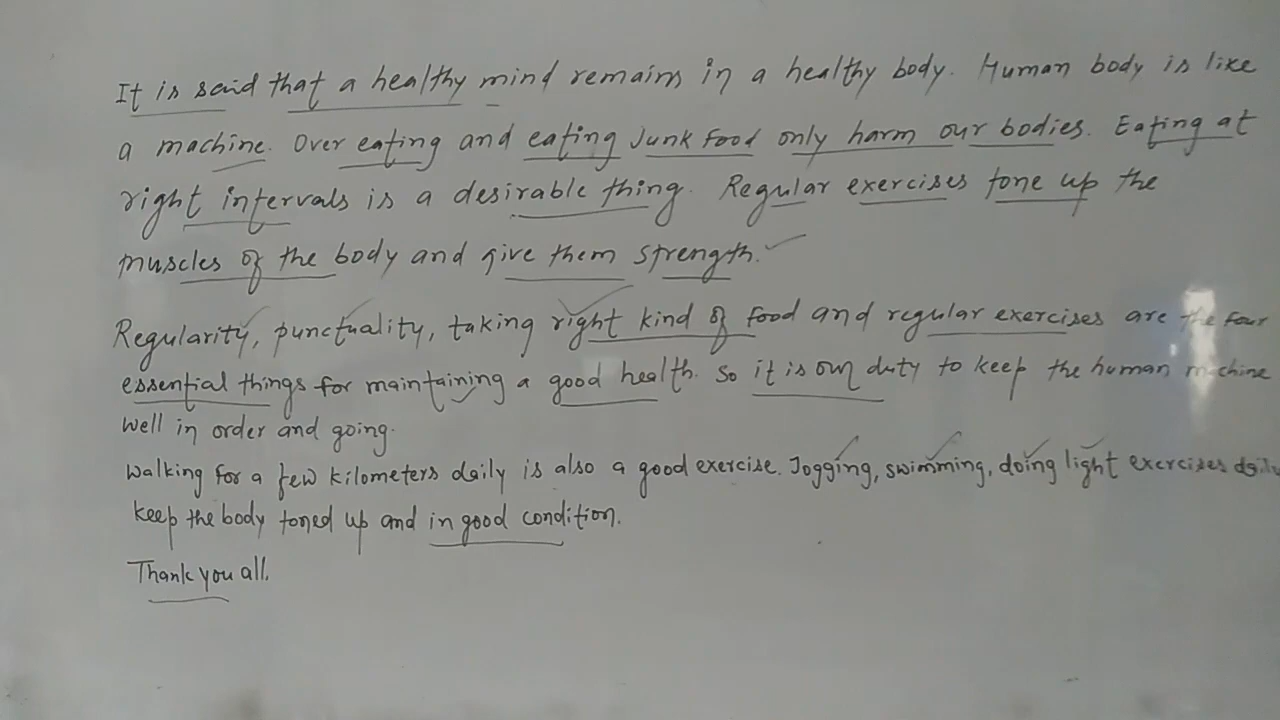 It is said that a healthy mind remains in a healthy body. Human body is like
a machine. Over eating and eating Junk food only harm our bodies. Eating at
right intervals is a desirable thing. Regular exercises tone up the
muscles of the body and give them strength.
Regularity, punctuality, taking right kind of food and regular exercises are the four
essential things for maintaining a good health. So it is our duty to keep the human machine
well in order and going.
Walking for a few kilometers daily is also a good exercise. Jogging, swimming, doing light exercises daily
keep the body toned up and in good condition.
Thank you all.